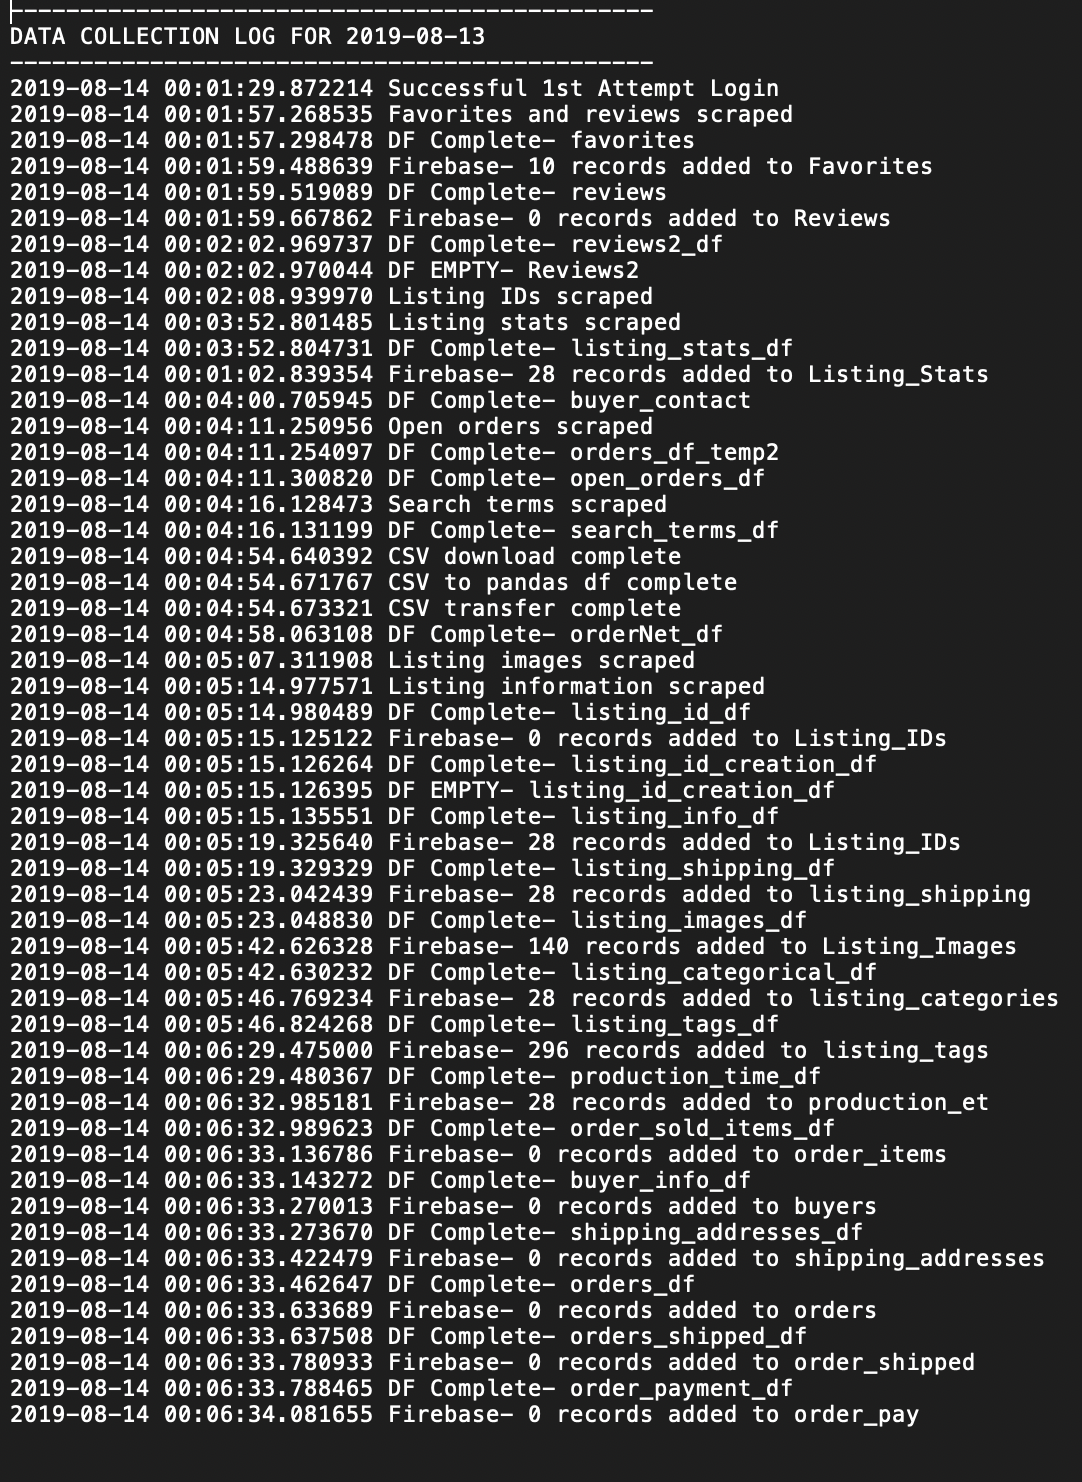 ----------------------------------------------
DATA COLLECTION LOG FOR 2019-08-13
----------------------------------------------
2019-08-14 00:01:29.872214 Successful 1st Attempt Login
2019-08-14 00:01:57.268535 Favorites and reviews scraped
2019-08-14 00:01:57.298478 DF Complete- favorites
2019-08-14 00:01:59.488639 Firebase- 10 records added to Favorites
2019-08-14 00:01:59.519089 DF Complete- reviews
2019-08-14 00:01:59.667862 Firebase- 0 records added to Reviews
2019-08-14 00:02:02.969737 DF Complete- reviews2_df
2019-08-14 00:02:02.970044 DF EMPTY- Reviews2
2019-08-14 00:02:08.939970 Listing IDs scraped
2019-08-14 00:03:52.801485 Listing stats scraped
2019-08-14 00:03:52.804731 DF Complete- listing_stats_df
2019-08-14 00:01:02.839354 Firebase- 28 records added to Listing_Stats
2019-08-14 00:04:00.705945 DF Complete- buyer_contact
2019-08-14 00:04:11.250956 Open orders scraped
2019-08-14 00:04:11.254097 DF Complete- orders_df_temp2
2019-08-14 00:04:11.300820 DF Complete- open_orders_df
2019-08-14 00:04:16.128473 Search terms scraped
2019-08-14 00:04:16.131199 DF Complete- search_terms_df
2019-08-14 00:04:54.640392 CSV download complete
2019-08-14 00:04:54.671767 CSV to pandas df complete
2019-08-14 00:04:54.673321 CSV transfer complete
2019-08-14 00:04:58.063108 DF Complete- orderNet_df
2019-08-14 00:05:07.311908 Listing images scraped
2019-08-14 00:05:14.977571 Listing information scraped
2019-08-14 00:05:14.980489 DF Complete- listing_id_df
2019-08-14 00:05:15.125122 Firebase- 0 records added to Listing_IDs
2019-08-14 00:05:15.126264 DF Complete- listing_id_creation_df
2019-08-14 00:05:15.126395 DF EMPTY- listing_id_creation_df
2019-08-14 00:05:15.135551 DF Complete- listing_info_df
2019-08-14 00:05:19.325640 Firebase- 28 records added to Listing_IDs
2019-08-14 00:05:19.329329 DF Complete- listing_shipping_df
2019-08-14 00:05:23.042439 Firebase- 28 records added to listing_shipping
2019-08-14 00:05:23.048830 DF Complete- listing_images_df
2019-08-14 00:05:42.626328 Firebase- 140 records added to Listing_Images
2019-08-14 00:05:42.630232 DF Complete- listing_categorical_df
2019-08-14 00:05:46.769234 Firebase- 28 records added to listing_categories
2019-08-14 00:05:46.824268 DF Complete- listing_tags_df
2019-08-14 00:06:29.475000 Firebase- 296 records added to listing_tags
2019-08-14 00:06:29.480367 DF Complete- production_time_df
2019-08-14 00:06:32.985181 Firebase- 28 records added to production_et
2019-08-14 00:06:32.989623 DF Complete- order_sold_items_df
2019-08-14 00:06:33.136786 Firebase- 0 records added to order_items
2019-08-14 00:06:33.143272 DF Complete- buyer_info_df
2019-08-14 00:06:33.270013 Firebase- 0 records added to buyers
2019-08-14 00:06:33.273670 DF Complete- shipping_addresses_df
2019-08-14 00:06:33.422479 Firebase- 0 records added to shipping_addresses
2019-08-14 00:06:33.462647 DF Complete- orders_df
2019-08-14 00:06:33.633689 Firebase- 0 records added to orders
2019-08-14 00:06:33.637508 DF Complete- orders_shipped_df
2019-08-14 00:06:33.780933 Firebase- 0 records added to order_shipped
2019-08-14 00:06:33.788465 DF Complete- order_payment_df
2019-08-14 00:06:34.081655 Firebase- 0 records added to order_pay